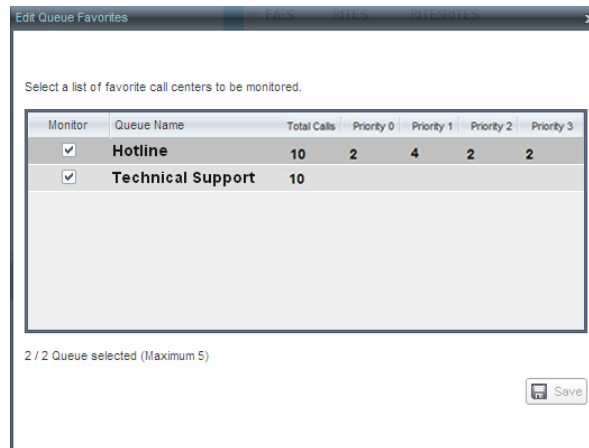 Edit Queue Favorites
Select a list of favorite call centers to be monitored.
Monitor Queue Name Total Calls Priority 0 Priority 1 Priority 2 Priority 3
Hotline 10 2 4 2 2
Technical Support 10
2 / 2 Queue selected (Maximum 5)
Save